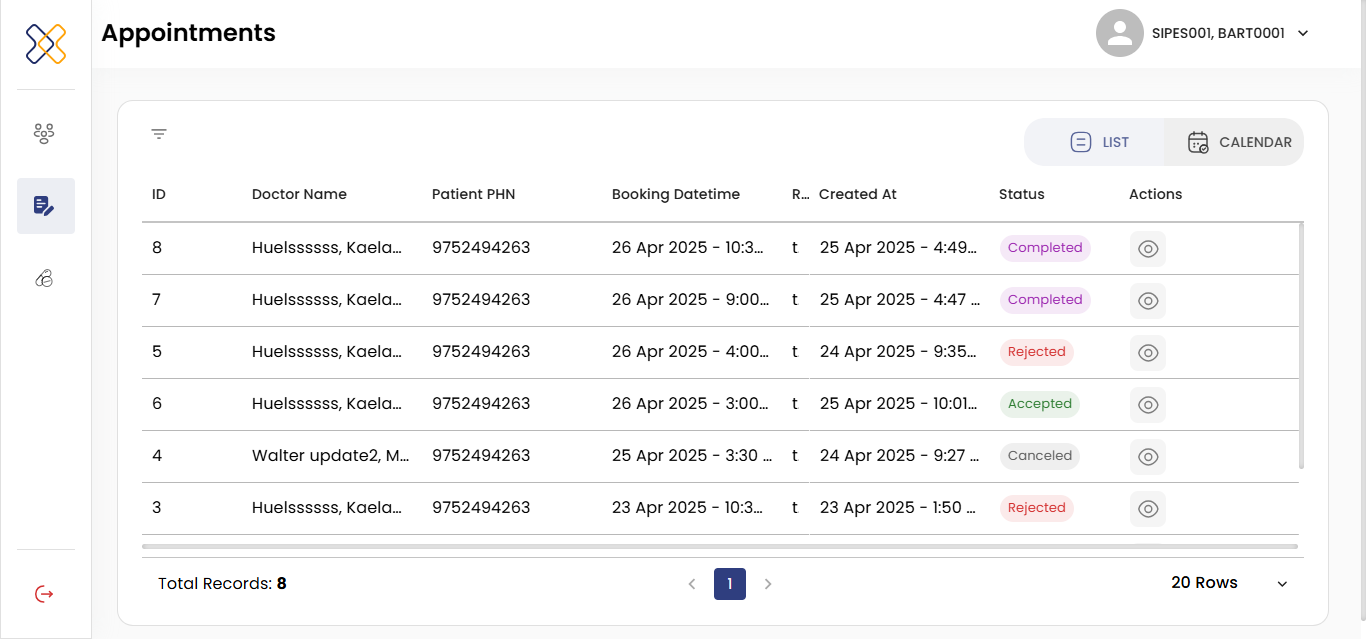 Appointments
SIPES001, BART0001
LIST
CALENDAR
ID Doctor Name Patient PHN Booking Datetime R... Created At Status Actions
8 Huelssssss, Kaela... 9752494263 26 Apr 2025 - 10:3... t 25 Apr 2025 - 4:49... Completed
7 Huelssssss, Kaela... 9752494263 26 Apr 2025 - 9:00... t 25 Apr 2025 - 4:47 ... Completed
5 Huelssssss, Kaela... 9752494263 26 Apr 2025 - 4:00... t 24 Apr 2025 - 9:35... Rejected
6 Huelssssss, Kaela... 9752494263 26 Apr 2025 - 3:00... t 25 Apr 2025 - 10:01... Accepted
4 Walter update2, M... 9752494263 25 Apr 2025 - 3:30 ... t 24 Apr 2025 - 9:27 ... Canceled
3 Huelssssss, Kaela... 9752494263 23 Apr 2025 - 10:3... t 23 Apr 2025 - 1:50 ... Rejected
Total Records: 8
1
20 Rows